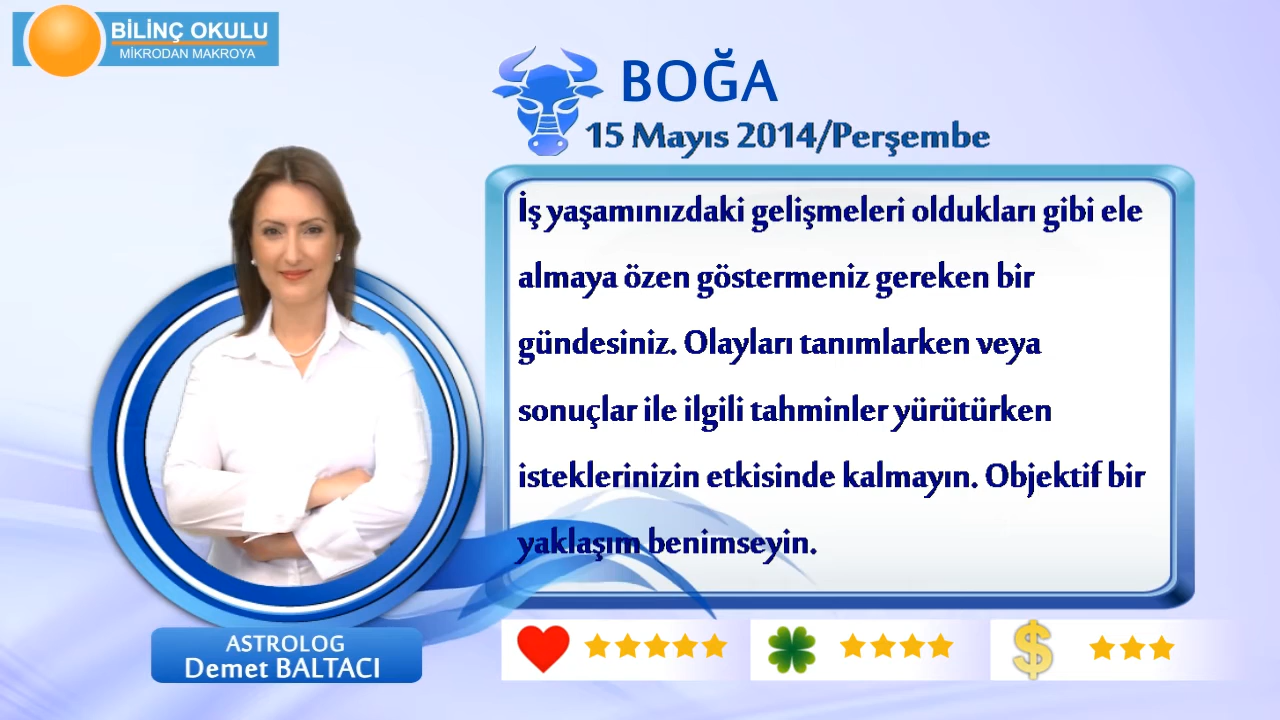 BİLİNÇ OKULU
MİKRODAN MAKROYA
BOĞA
15 Mayıs 2014/Perşembe
İş yaşamınızdaki gelişmeleri oldukları gibi ele
almaya özen göstermeniz gereken bir
gündesiniz. Olayları tanımlarken veya
sonuçlar ile ilgili tahminler yürütürken
isteklerinizin etkisinde kalmayın. Objektif bir
yaklaşım benimseyin.
ASTROLOG
Demet BALTACI
$